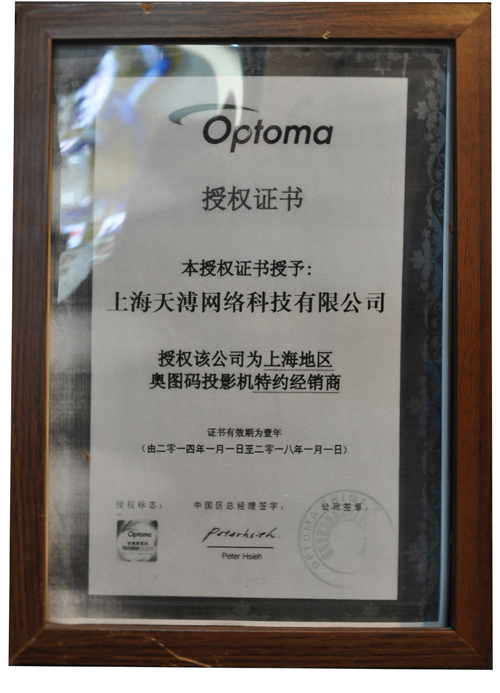 Optoma
授权证书
本授权证书授予：
上海天溥网络科技有限公司
授权该公司为上海地区
奥图码投影机特约经销商
证书有效期为壹年
（由二零一四年一月一日至二零一八年一月一日）
授权标志： 中国区总经理签字： 公司签章：
Optoma
Peterhsieh.
Peter Hsieh
OPTOMA CHINA